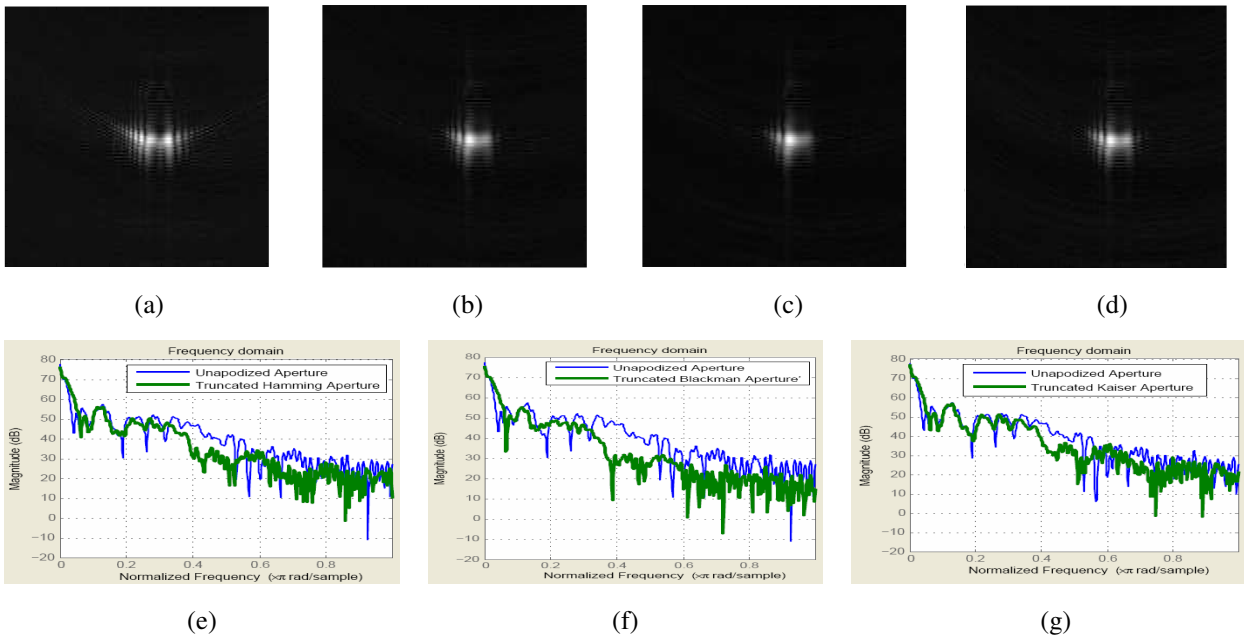 (a)
(b)
(c)
(d)
Frequency domain
Unapodized Aperture
Truncated Hamming Aperture
Magnitude (dB)
80
70
60
50
40
30
20
10
0
−10
−20
0
0.2
0.4
0.6
0.8
Normalized Frequency (×π rad/sample)
(e)
Frequency domain
Unapodized Aperture
Truncated Blackman Aperture'
Magnitude (dB)
80
70
60
50
40
30
20
10
0
−10
−20
0
0.2
0.4
0.6
0.8
Normalized Frequency (×π rad/sample)
(f)
Frequency domain
Unapodized Aperture
Truncated Kaiser Aperture
Magnitude (dB)
80
70
60
50
40
30
20
10
0
−10
−20
0
0.2
0.4
0.6
0.8
Normalized Frequency (×π rad/sample)
(g)